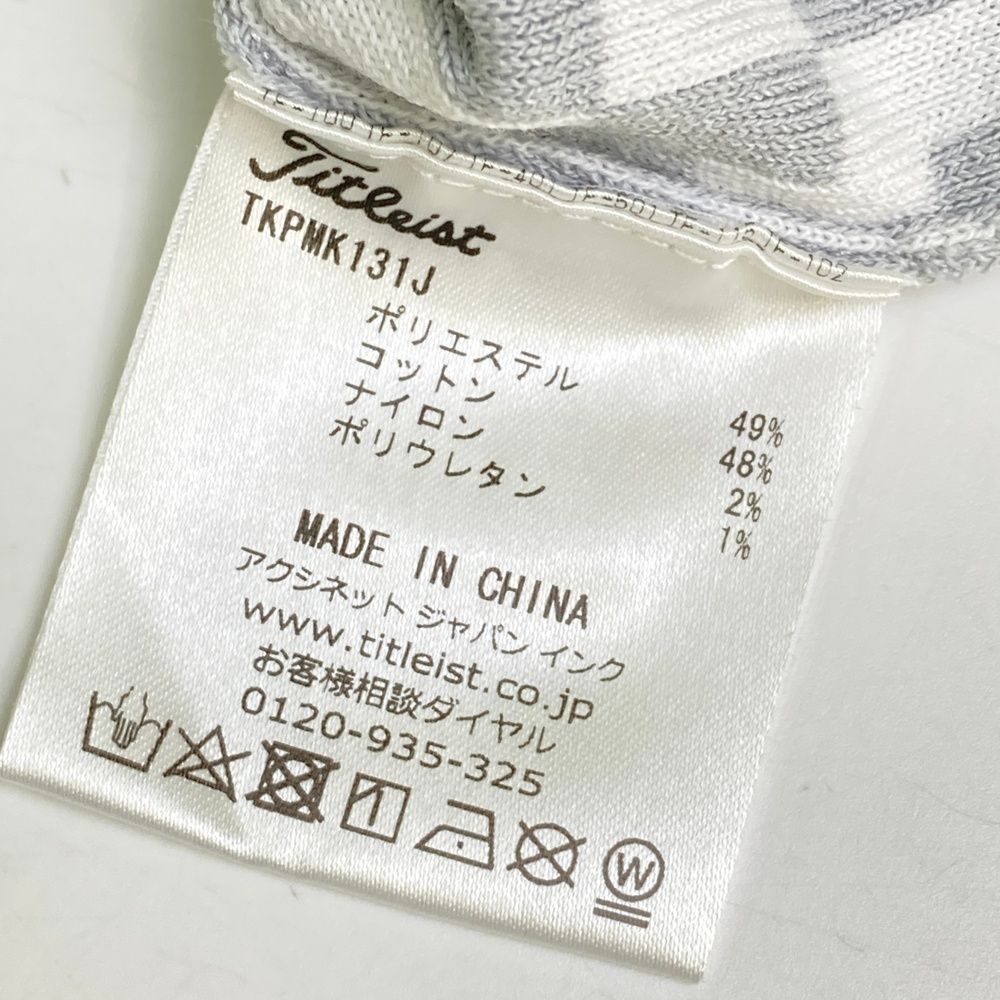 Titleist
TKPMK131J
ポリエステル 49%
コットン 48%
ナイロン 2%
ポリウレタン 1%
MADE IN CHINA
アクシネット ジャパン インク
www.titleist.co.jp
お客様相談ダイヤル
0120-935-325
W